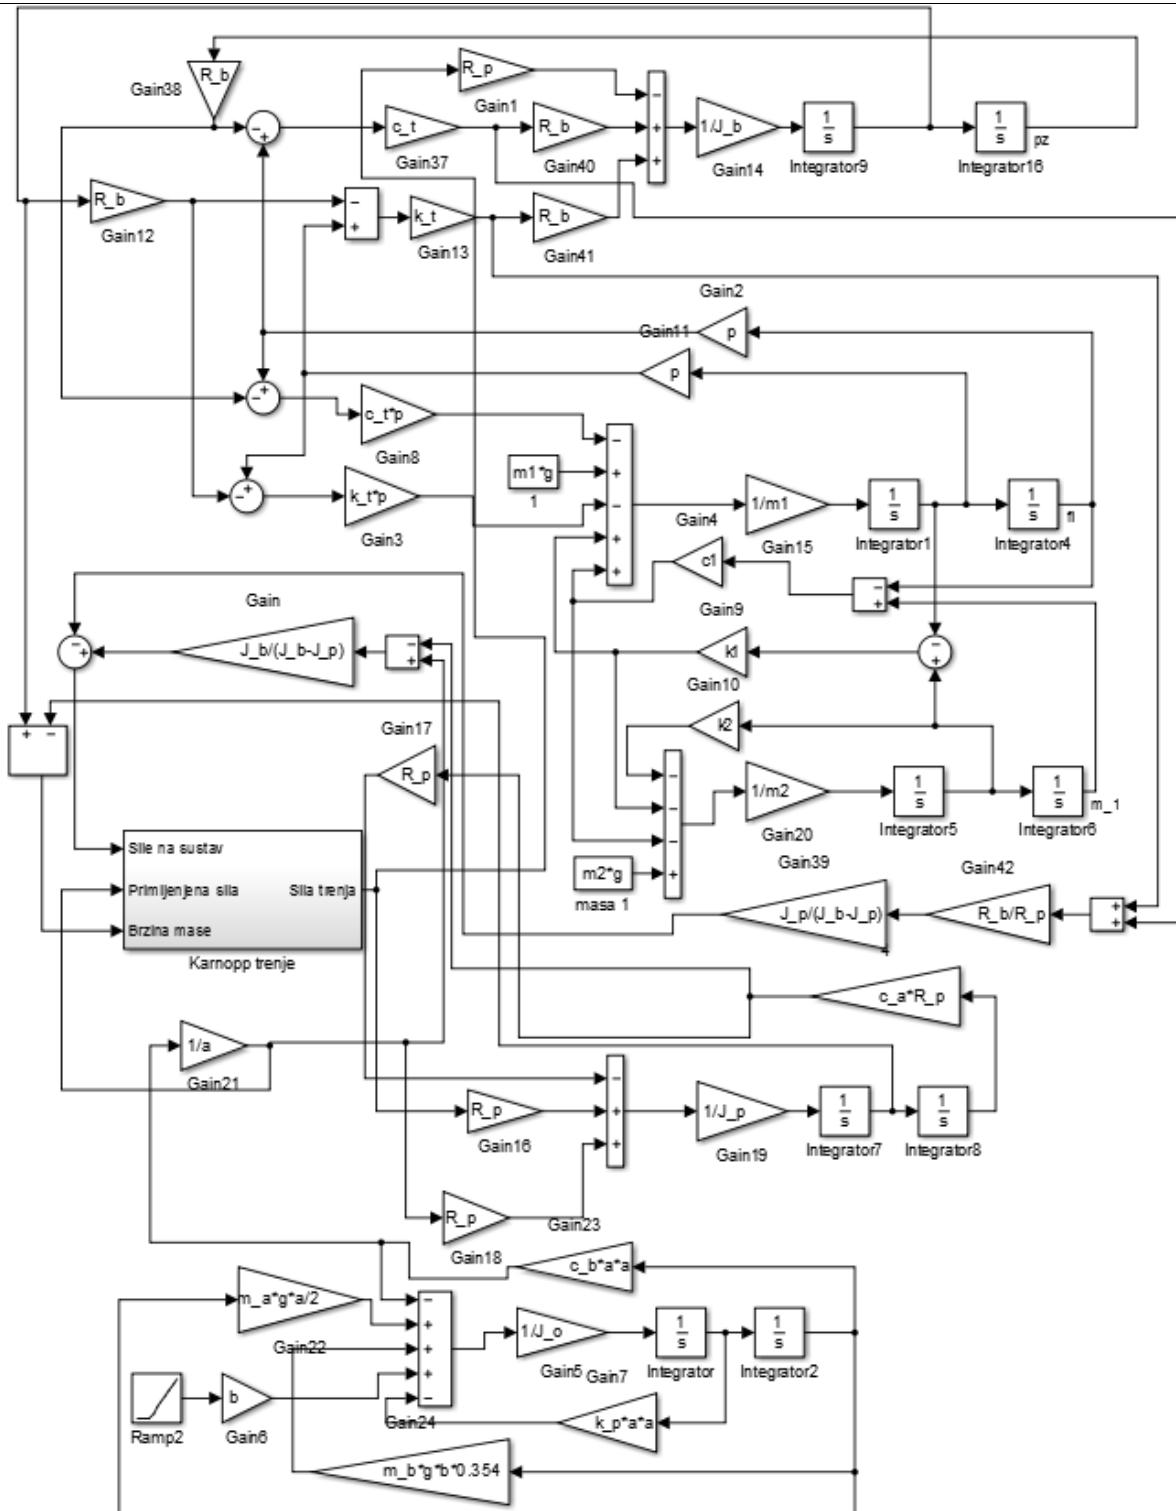 R_p
R_b
Gain38
Gain1
c_t
R_b
1/J_b
1
s
1
s
pz
Gain37
Gain40
Gain14
Integrator9
Integrator16
R_b
k_t
R_b
Gain12
Gain13
Gain41
Gain2
Gain11
p
p
c_t*p
Gain8
m1*g
1
k_t*p
Gain3
Gain4
1/m1
Gain15
1
s
Integrator1
1
s
fi
Integrator4
c1
Gain
Gain9
J_b/(J_b-J_p)
k1
Gain10
k2
Gain17
R_p
1/m2
Gain20
1
s
Integrator5
1
s
m_1
Integrator6
Sile na sustav
Primijenjena sila
Sila trenja
Brzina mase
Karnopp trenje
m2*g
masa 1
Gain39
Gain42
J_p/(J_b-J_p)
R_b/R_p
c_a*R_p
1/a
Gain21
R_p
Gain16
1/J_p
Gain19
1
s
Integrator7
1
s
Integrator8
R_p
Gain18
Gain23
c_b*a*a
m_a*g*a/2
Gain22
1/J_o
Gain5
Gain7
1
s
Integrator
1
s
Integrator2
Ramp2
b
Gain6
Gain24
k_p*a*a
m_b*g*b*0.354